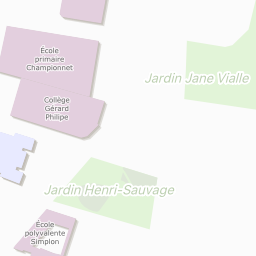 École
primaire
Championnet
Jardin Jane Vialle
Collège
Gérard
Philipe
Jardin Henri-Sauvage
École
polyvalente
Simplon